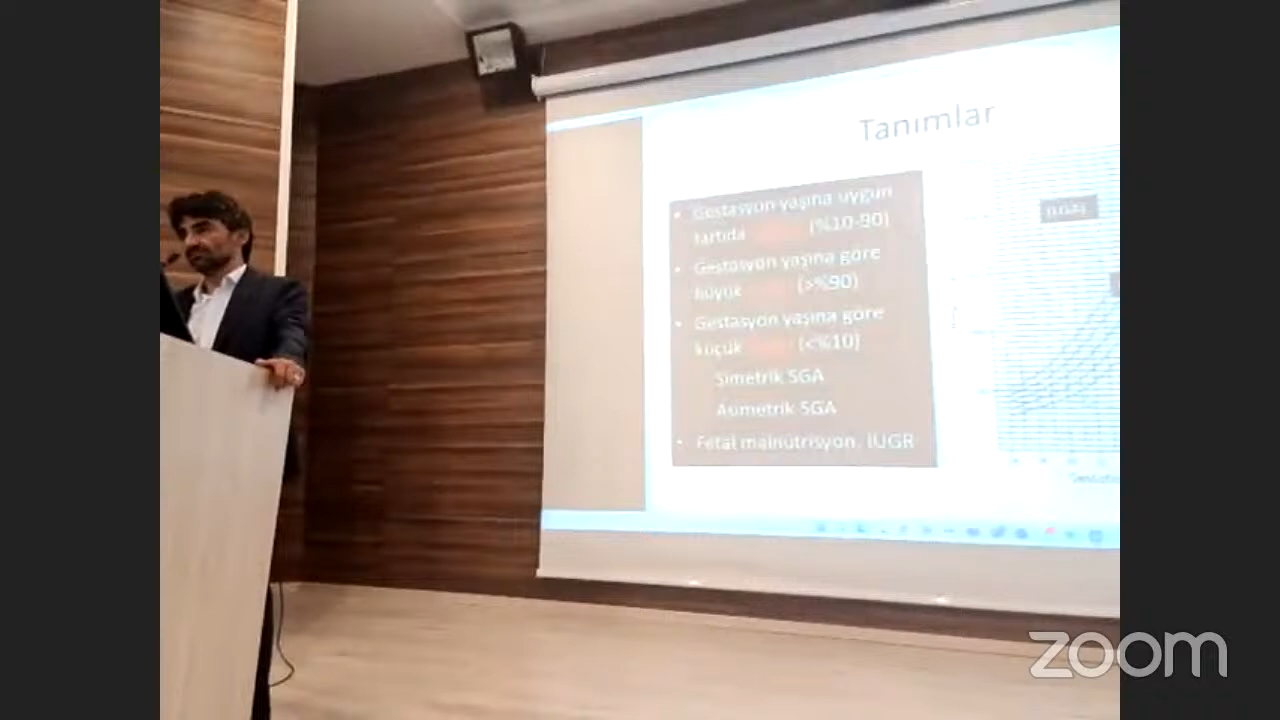 Tanımlar
• Gestasyon yaşına uygun
tartıda (%10-90)
• Gestasyon yaşına göre
büyük (>%90)
• Gestasyon yaşına göre
küçük (<%10)
Simetrik SGA
Asimetrik SGA
• Fetal malnutrisyon, IUGR
zoom